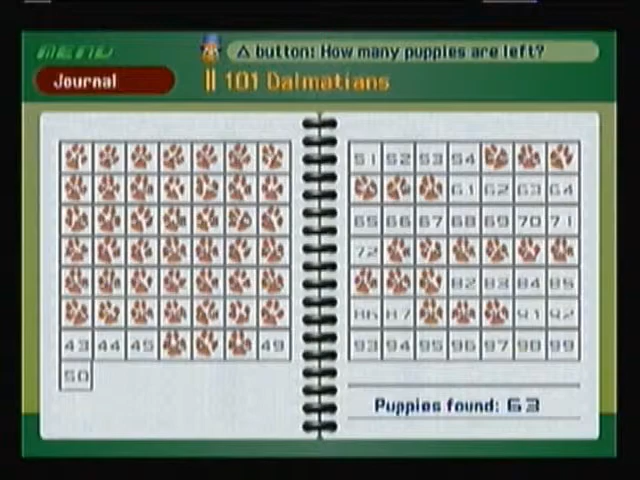 MENU
△ button: How many puppies are left?
Journal
101 Dalmatians
43 44 45 49
50
51 52 53 54
61 62 63 64
65 66 67 68 69 70 71
72
82 83 84 85
86 87 91 92
93 94 95 96 97 98 99
Puppies found: 63